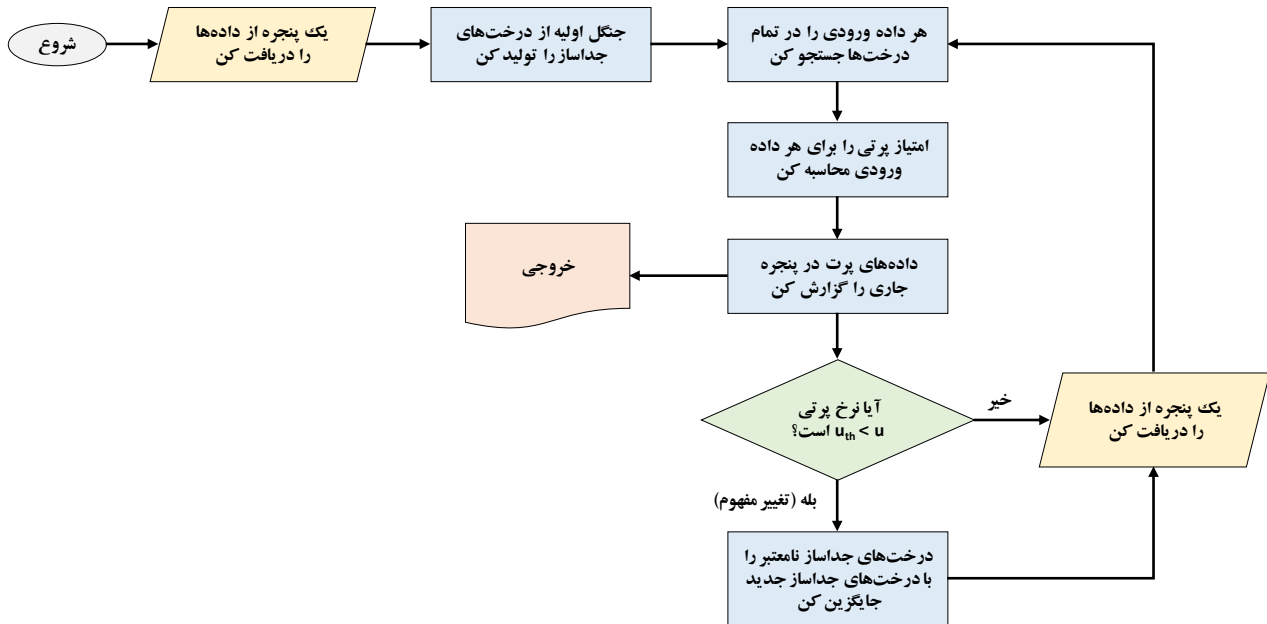 شروع
یک پنجره از داده‌ها
را دریافت کن
جنگل اولیه از درخت‌های
جداساز را تولید کن
هر داده ورودی را در تمام
درخت‌ها جستجو کن
امتیاز پرتی را برای هر داده
ورودی محاسبه کن
داده‌های پرت در پنجره
جاری را گزارش کن
خروجی
آیا نرخ پرتی
u_th < u است؟
خیر
یک پنجره از داده‌ها
را دریافت کن
بله (تغییر مفهوم)
درخت‌های جداساز نامعتبر را
با درخت‌های جداساز جدید
جایگزین کن